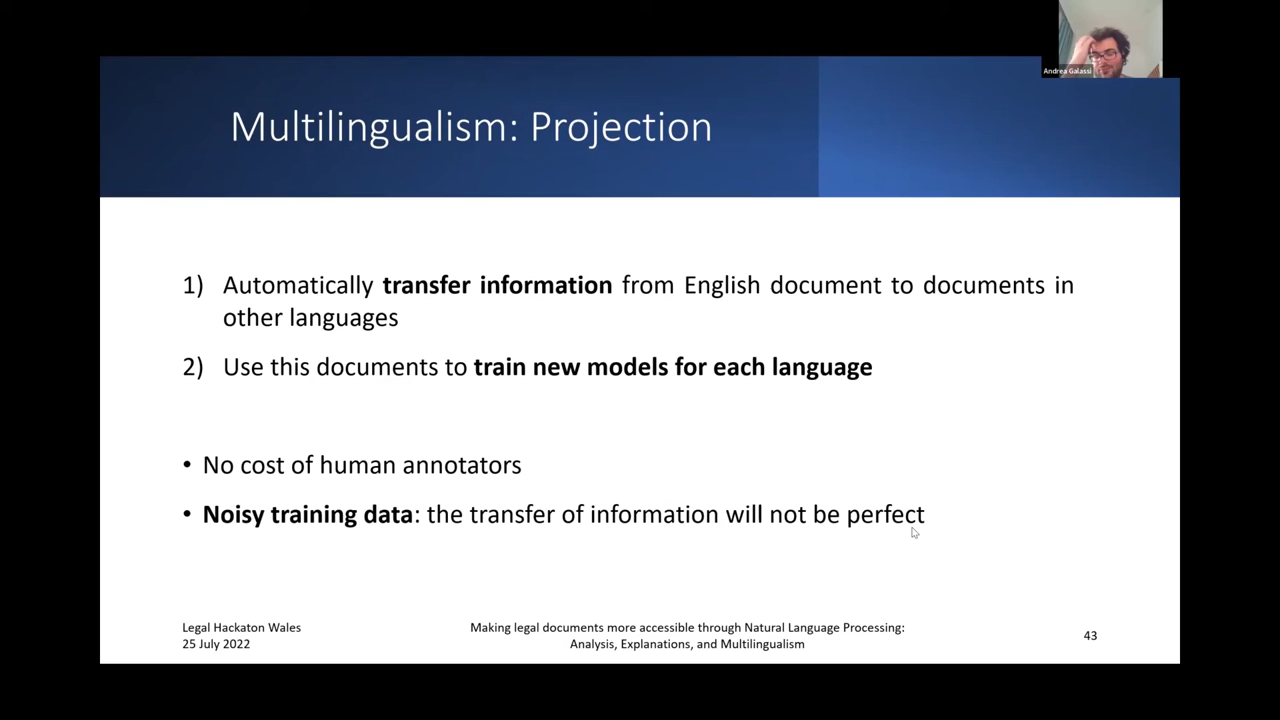 Andrea Galassi
Multilingualism: Projection
1) Automatically transfer information from English document to documents in
other languages
2) Use this documents to train new models for each language
• No cost of human annotators
• Noisy training data: the transfer of information will not be perfect
Legal Hackaton Wales
25 July 2022
Making legal documents more accessible through Natural Language Processing:
Analysis, Explanations, and Multilingualism
43